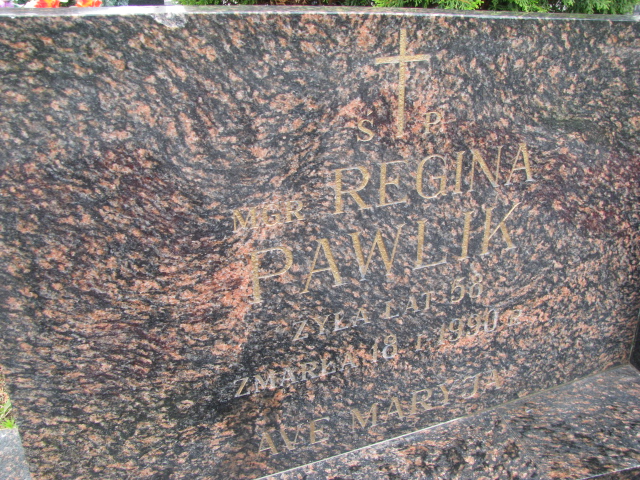 Ś P.
MGR REGINA
PAWLIK
ŻYŁA LAT 56
ZMARŁA 18 I. 1990 R.
AVE MARYJA